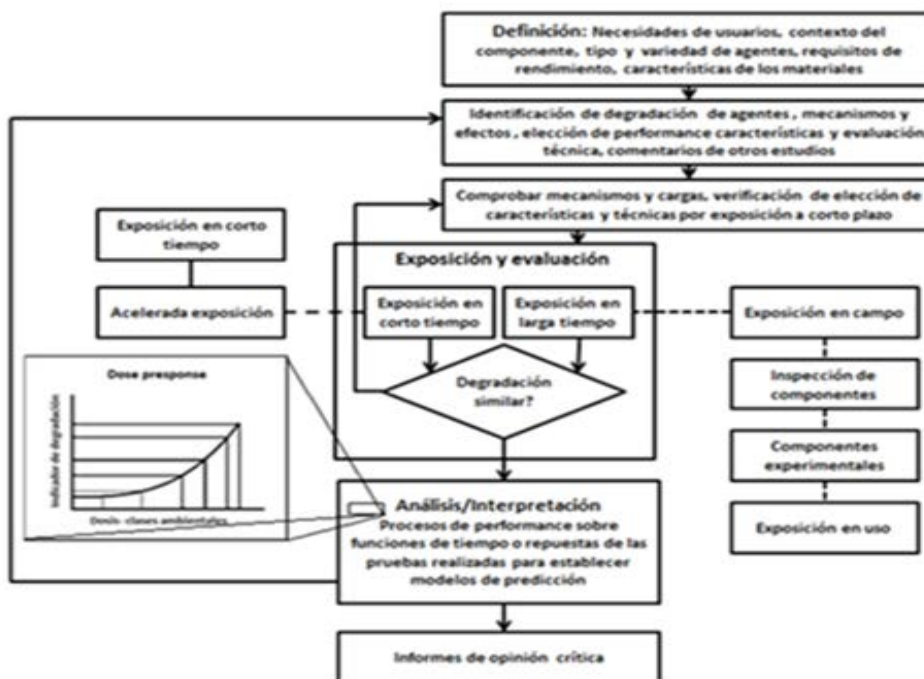 Definición: Necesidades de usuarios, contexto del
componente, tipo y variedad de agentes, requisitos de
rendimiento, características de los materiales
Identificación de degradación de agentes , mecanismos y
efectos , elección de performance características y evaluación
técnica, comentarios de otros estudios
Comprobar mecanismos y cargas, verificación de elección de
características y técnicas por exposición a corto plazo
Exposición en corto
tiempo
Acelerada exposición
Exposición y evaluación
Exposición en
corto tiempo
Exposición en
larga tiempo
Degradación
similar?
Exposición en campo
Inspección de
componentes
Componentes
experimentales
Exposición en uso
Dose presponse
Indicador de degradación
Dosis- clases ambientales
Análisis/Interpretación
Procesos de performance sobre
funciones de tiempo o repuestas de las
pruebas realizadas para establecer
modelos de predicción
Informes de opinión crítica